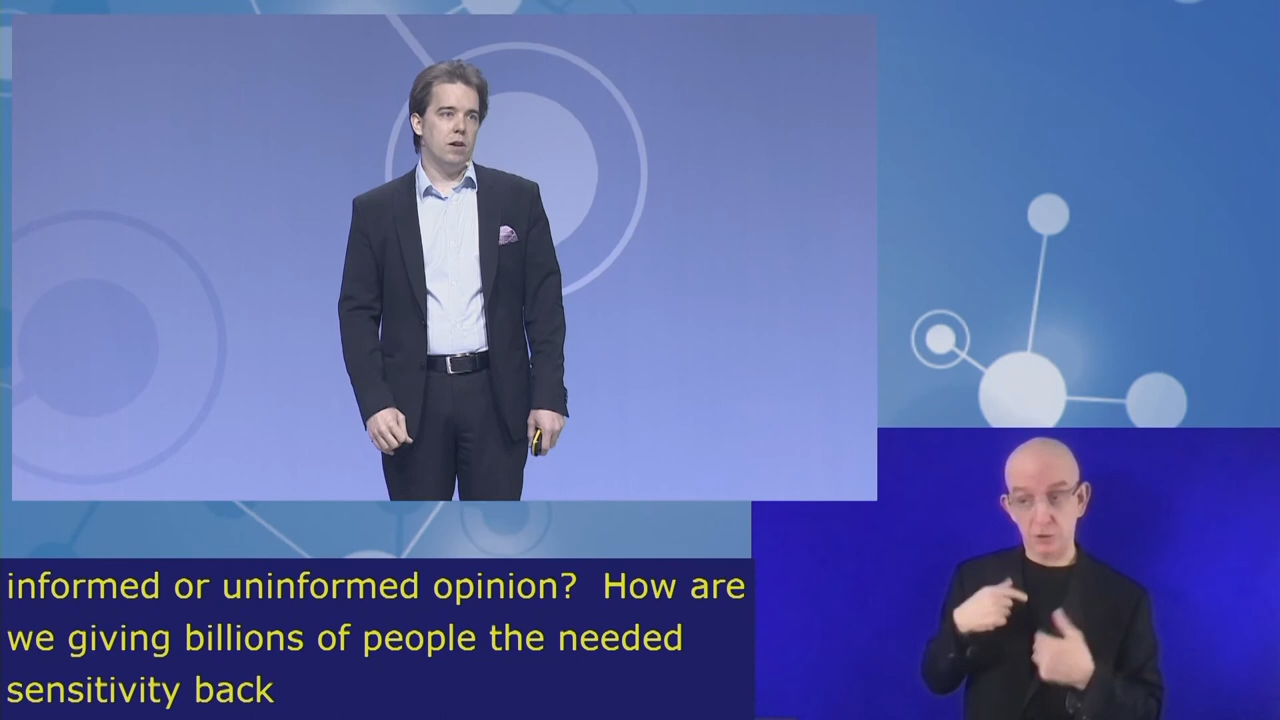 informed or uninformed opinion?  How are
we giving billions of people the needed
sensitivity back